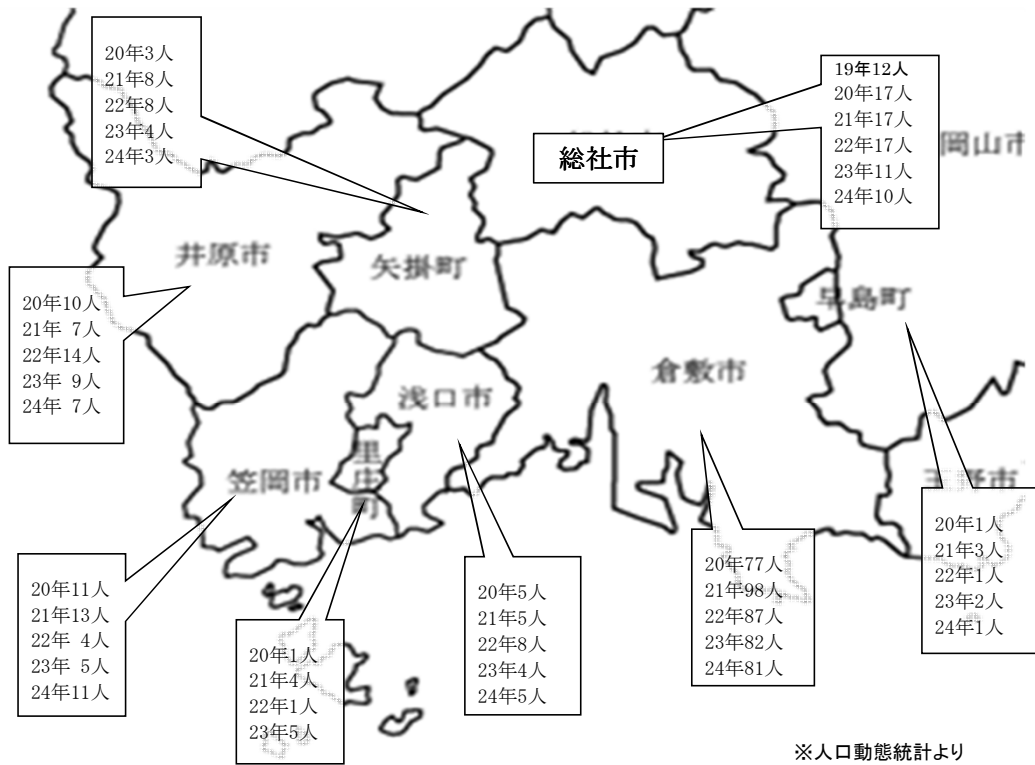 20年3人
21年8人
22年8人
23年4人
24年3人
19年12人
20年17人
21年17人
22年17人
23年11人
24年10人
総社市
岡山市
井原市
矢掛町
早島町
20年10人
21年 7人
22年14人
23年 9人
24年 7人
倉敷市
浅口市
里庄町
笠岡市
20年11人
21年13人
22年 4人
23年 5人
24年11人
20年1人
21年4人
22年1人
23年5人
20年5人
21年5人
22年8人
23年4人
24年5人
20年77人
21年98人
22年87人
23年82人
24年81人
20年1人
21年3人
22年1人
23年2人
24年1人
※人口動態統計より